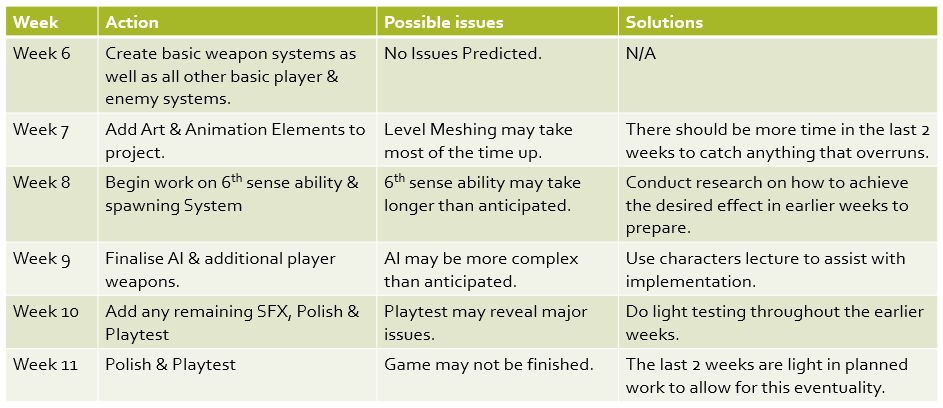 Week Action Possible issues Solutions
Week 6 Create basic weapon systems as No Issues Predicted. N/A
well as all other basic player &
enemy systems.
Week 7 Add Art & Animation Elements to Level Meshing may take There should be more time in the last 2
project. most of the time up. weeks to catch anything that overruns.
Week 8 Begin work on 6th sense ability & 6th sense ability may take Conduct research on how to achieve
spawning System longer than anticipated. the desired effect in earlier weeks to
prepare.
Week 9 Finalise AI & additional player AI may be more complex Use characters lecture to assist with
weapons. than anticipated. implementation.
Week 10 Add any remaining SFX, Polish & Playtest may reveal major Do light testing throughout the earlier
Playtest issues. weeks.
Week 11 Polish & Playtest Game may not be finished. The last 2 weeks are light in planned
work to allow for this eventuality.